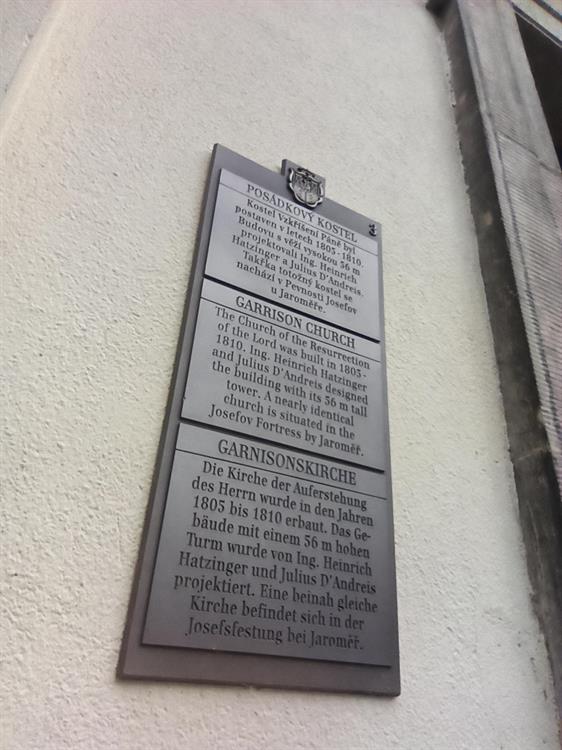 POSÁDKOVÝ KOSTEL
Kostel Vzkříšení Páně byl
postaven v letech 1805-1810.
Budovu s věží vysokou 56 m
projektovali Ing. Heinrich
Hatzinger a Julius D'Andreis.
Takřka totožný kostel se
nachází v Pevnosti Josefov
u Jaroměře.
GARRISON CHURCH
The Church of the Resurrection
of the Lord was built in 1805-
1810. Ing. Heinrich Hatzinger
and Julius D'Andreis designed
the building with its 56 m tall
tower. A nearly identical
church is situated in the
Josefov Fortress by Jaroměř.
GARNISONSKIRCHE
Die Kirche der Auferstehung
des Herrn wurde in den Jahren
1805 bis 1810 erbaut. Das Ge-
bäude mit einem 56 m hohen
Turm wurde von Ing. Heinrich
Hatzinger und Julius D'Andreis
projektiert. Eine beinah gleiche
Kirche befindet sich in der
Josefsfestung bei Jaroměř.